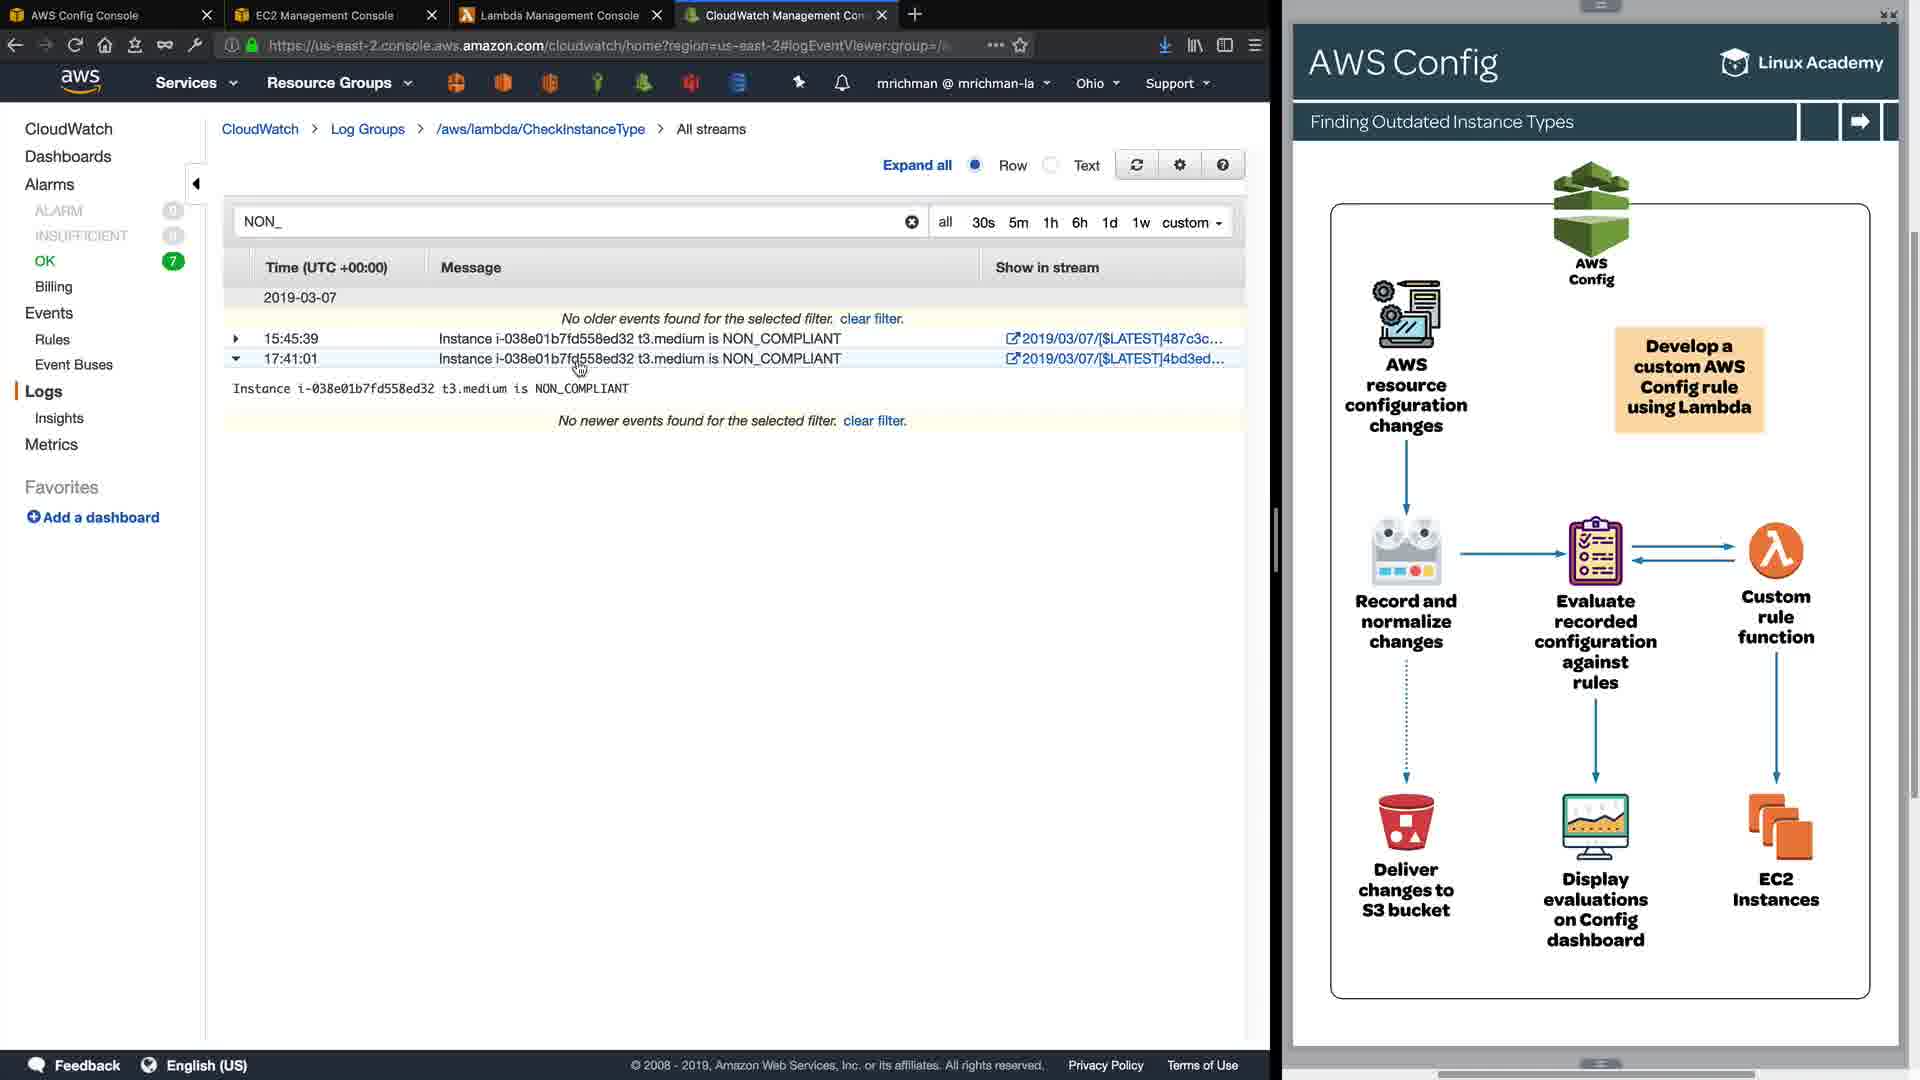 AWS Config Console
EC2 Management Console
Lambda Management Console
CloudWatch Management Con
https://us-east-2.console.aws.amazon.com/cloudwatch/home?region=us-east-2#logEventViewer:group=/a
aws
Services
Resource Groups
mrichman @ mrichman-la
Ohio
Support
CloudWatch
Dashboards
Alarms
ALARM 0
INSUFFICIENT 0
OK 7
Billing
Events
Rules
Event Buses
Logs
Insights
Metrics
Favorites
Add a dashboard
CloudWatch > Log Groups > /aws/lambda/CheckInstanceType > All streams
Expand all Row Text
NON_
all 30s 5m 1h 6h 1d 1w custom
Time (UTC +00:00) Message Show in stream
2019-03-07
No older events found for the selected filter. clear filter.
15:45:39 Instance i-038e01b7fd558ed32 t3.medium is NON_COMPLIANT 2019/03/07/[$LATEST]487c3c...
17:41:01 Instance i-038e01b7fd558ed32 t3.medium is NON_COMPLIANT 2019/03/07/[$LATEST]4bd3ed...
Instance i-038e01b7fd558ed32 t3.medium is NON_COMPLIANT
No newer events found for the selected filter. clear filter.
Feedback
English (US)
© 2008 - 2019, Amazon Web Services, Inc. or its affiliates. All rights reserved.
Privacy Policy
Terms of Use
AWS Config
Linux Academy
Finding Outdated Instance Types
AWS
Config
AWS
resource
configuration
changes
Develop a
custom AWS
Config rule
using Lambda
Record and
normalize
changes
Evaluate
recorded
configuration
against
rules
Custom
rule
function
Deliver
changes to
S3 bucket
Display
evaluations
on Config
dashboard
EC2
Instances